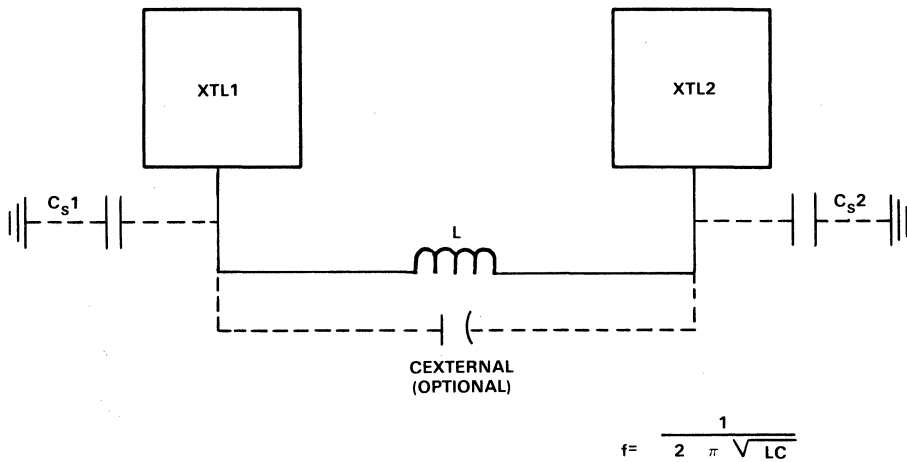 XTL1
XTL2
C_S1
C_S2
L
CEXTERNAL
(OPTIONAL)
f= 1 / 2 π √LC